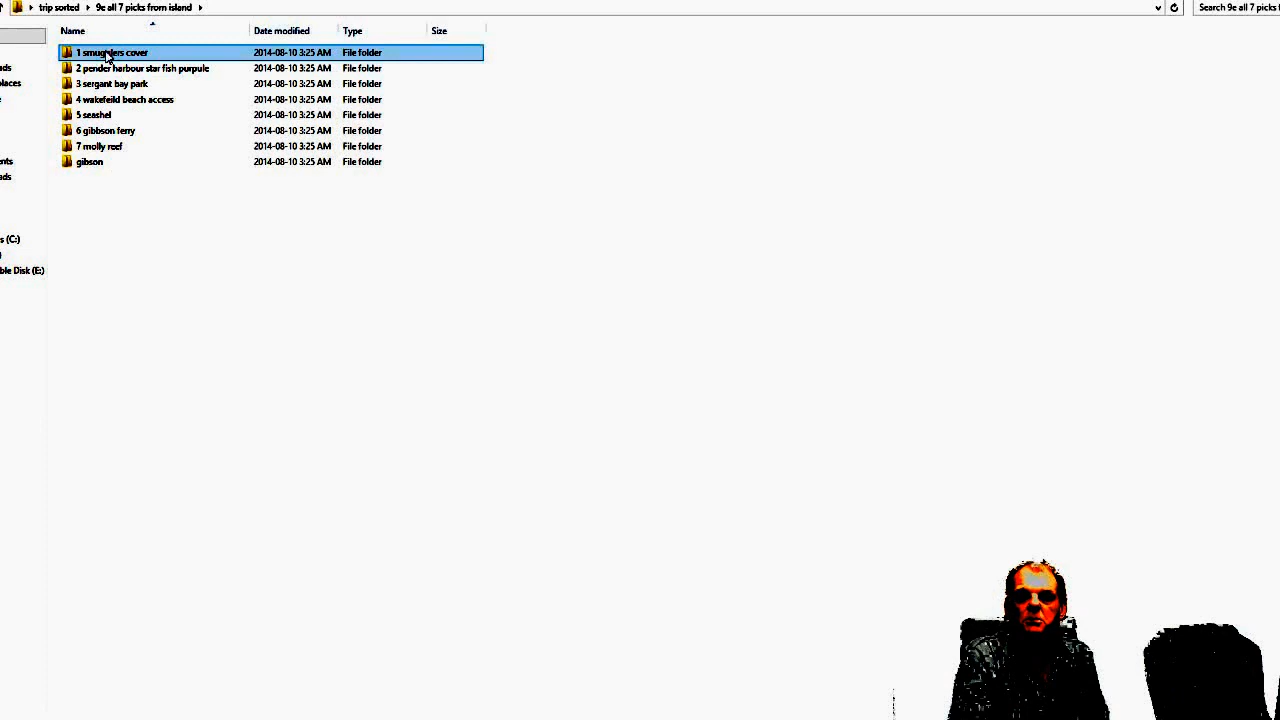 trip sorted 9e all 7 picks from island Search 9e all 7 picks
Name Date modified Type Size
1 smugglers cover 2014-08-10 3:25 AM File folder
2 pender harbour star fish purpule 2014-08-10 3:25 AM File folder
3 sergant bay park 2014-08-10 3:25 AM File folder
4 wakefeild beach access 2014-08-10 3:25 AM File folder
5 seashel 2014-08-10 3:25 AM File folder
6 gibbson ferry 2014-08-10 3:25 AM File folder
7 molly reef 2014-08-10 3:25 AM File folder
gibson 2014-08-10 3:25 AM File folder
ds
laces
nts
ads
s (C:)
ble Disk (E:)